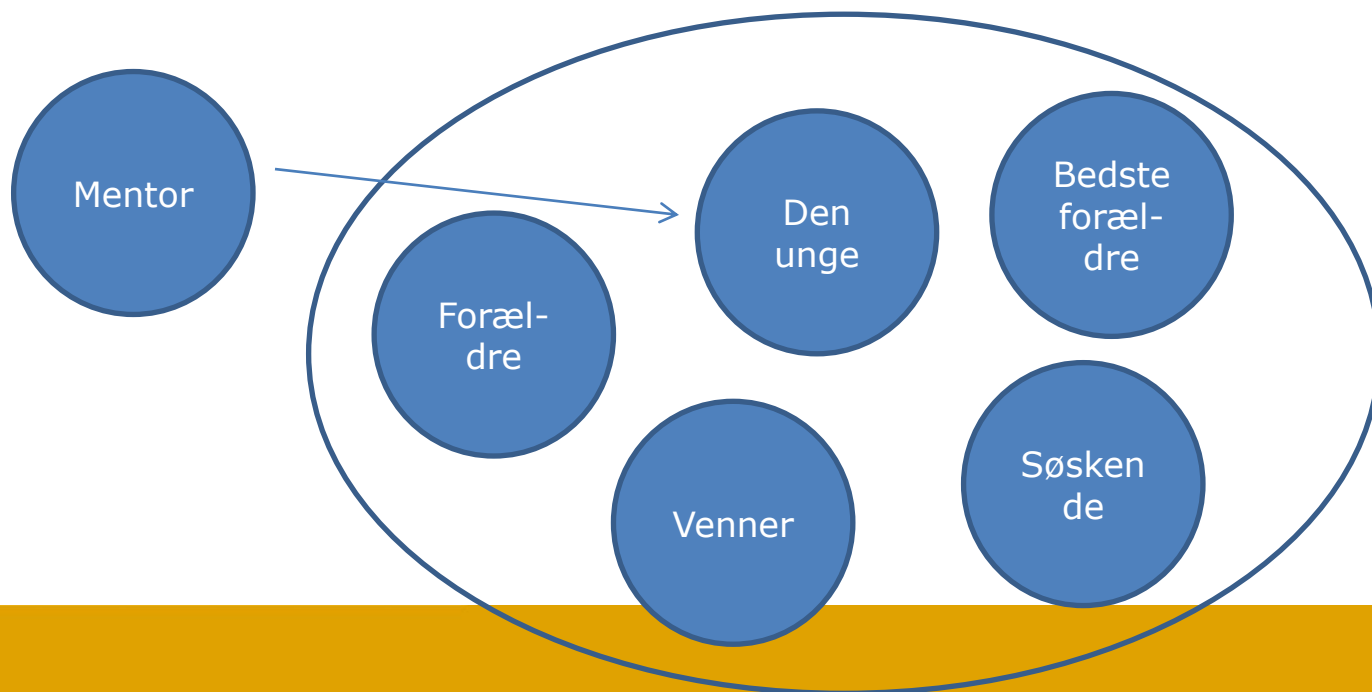 Mentor
Den
unge
Bedste
foræl-
dre
Foræl-
dre
Venner
Søsken
de